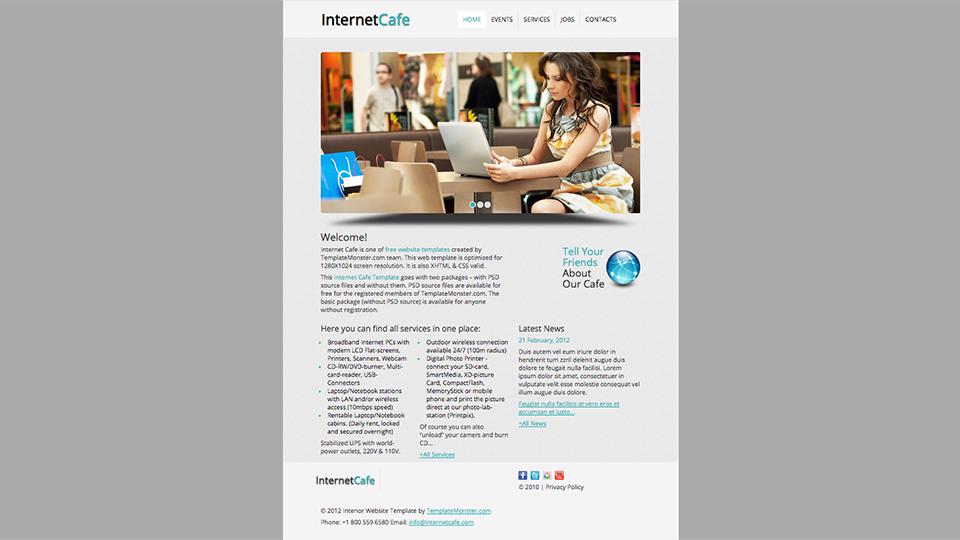 InternetCafe
HOME EVENTS SERVICES JOBS CONTACTS
Welcome!
Internet Cafe is one of free website templates created by
TemplateMonster.com team. This web template is optimized for
1280X1024 screen resolution. It is also XHTML & CSS valid.
This Internet Cafe Template goes with two packages – with PSD
source files and without them. PSD source files are available for
free for the registered members of TemplateMonster.com. The
basic package (without PSD source) is available for anyone
without registration.
Tell Your
Friends
About
Our Cafe
Here you can find all services in one place:
Broadband Internet PCs with
modern LCD Flat-screens,
Printers, Scanners, Webcam
CD-RW/DVD-burner, Multi-
card-reader, USB-
Connectors
Laptop/Notebook stations
with LAN and/or wireless
access (10mbps speed)
Rentable Laptop/Notebook
cabins. (Daily rent, locked
and secured overnight)
Stabilized UPS with world-
power outlets, 220V & 110V.
Outdoor wireless connection
available 24/7 (100m radius)
Digital Photo Printer -
connect your SD-card,
SmartMedia, XD-picture
Card, CompactFlash,
MemoryStick or mobile
phone and print the picture
direct at our photo-lab-
station (Printpix).
Of course you can also
"unload" your camera and burn
CD...
+All Services
Latest News
21 February, 2012
Duis autem vel eum iriure dolor in
hendrerit tum zzril delenit augue duis
dolore te feugait nulla facilisi. Lorem
ipsum dolor sit amet, consectetuer in
vulputate velit esse molestie consequat vel
illum augue duis dolore.
Feugiat nulla facilisis at vero eros et
accumsan et iusto...
+All News
InternetCafe
© 2010 | Privacy Policy
© 2012 Interior Website Template by TemplateMonster.com
Phone: +1 800 559 6580 Email: info@internetcafe.com